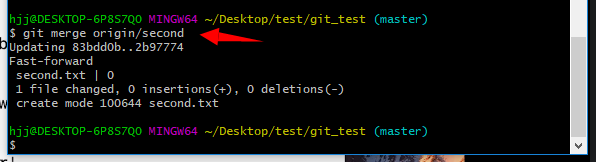 hjj@DESKTOP-6P8S7QO MINGW64 ~/Desktop/test/git_test (master)
$ git merge origin/second
Updating 83bdd0b..2b97774
Fast-forward
 second.txt | 0
 1 file changed, 0 insertions(+), 0 deletions(-)
 create mode 100644 second.txt
hjj@DESKTOP-6P8S7QO MINGW64 ~/Desktop/test/git_test (master)
$